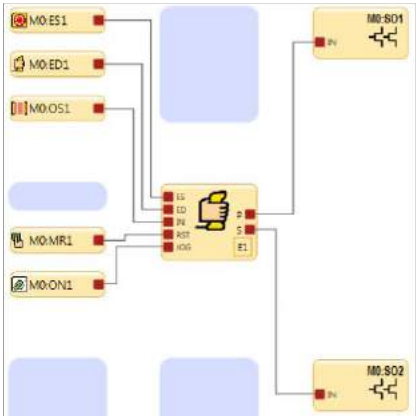 M0:ES1
M0:SO1
IN
M0:ED1
M0:OS1
ES
ED
IN
RST
JOG
P
S
E1
M0:MR1
M0:ON1
M0:SO2
IN